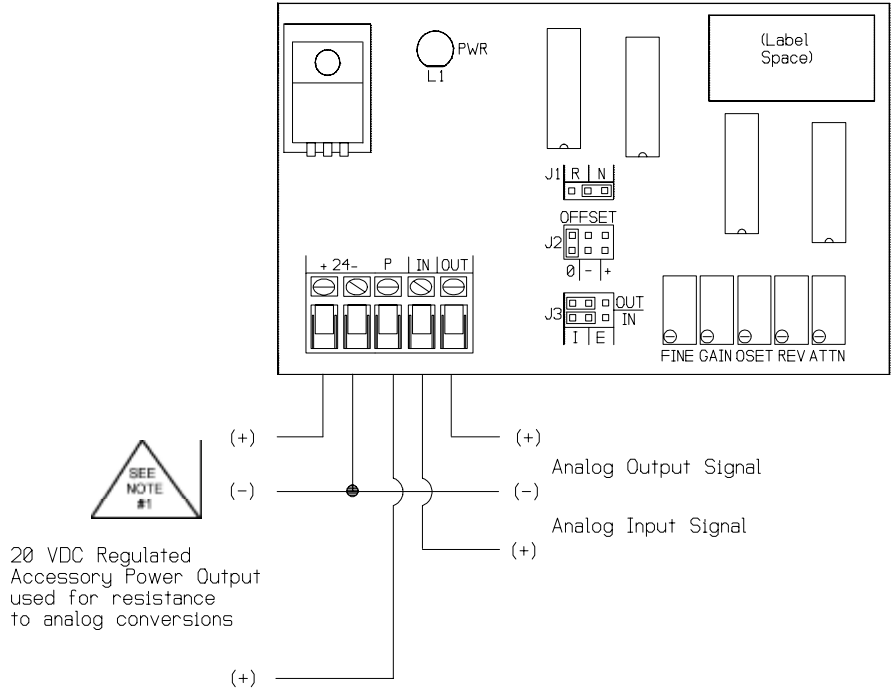 (Label
Space)
PWR
L1
J1 R N
OFFSET
J2
0 - +
+ 24- P IN OUT
J3 OUT
IN
I E
FINE GAIN OSET REV ATTN
(+) (+)
Analog Output Signal
SEE
NOTE
#1
(-) (-)
Analog Input Signal
(+)
20 VDC Regulated
Accessory Power Output
used for resistance
to analog conversions
(+)